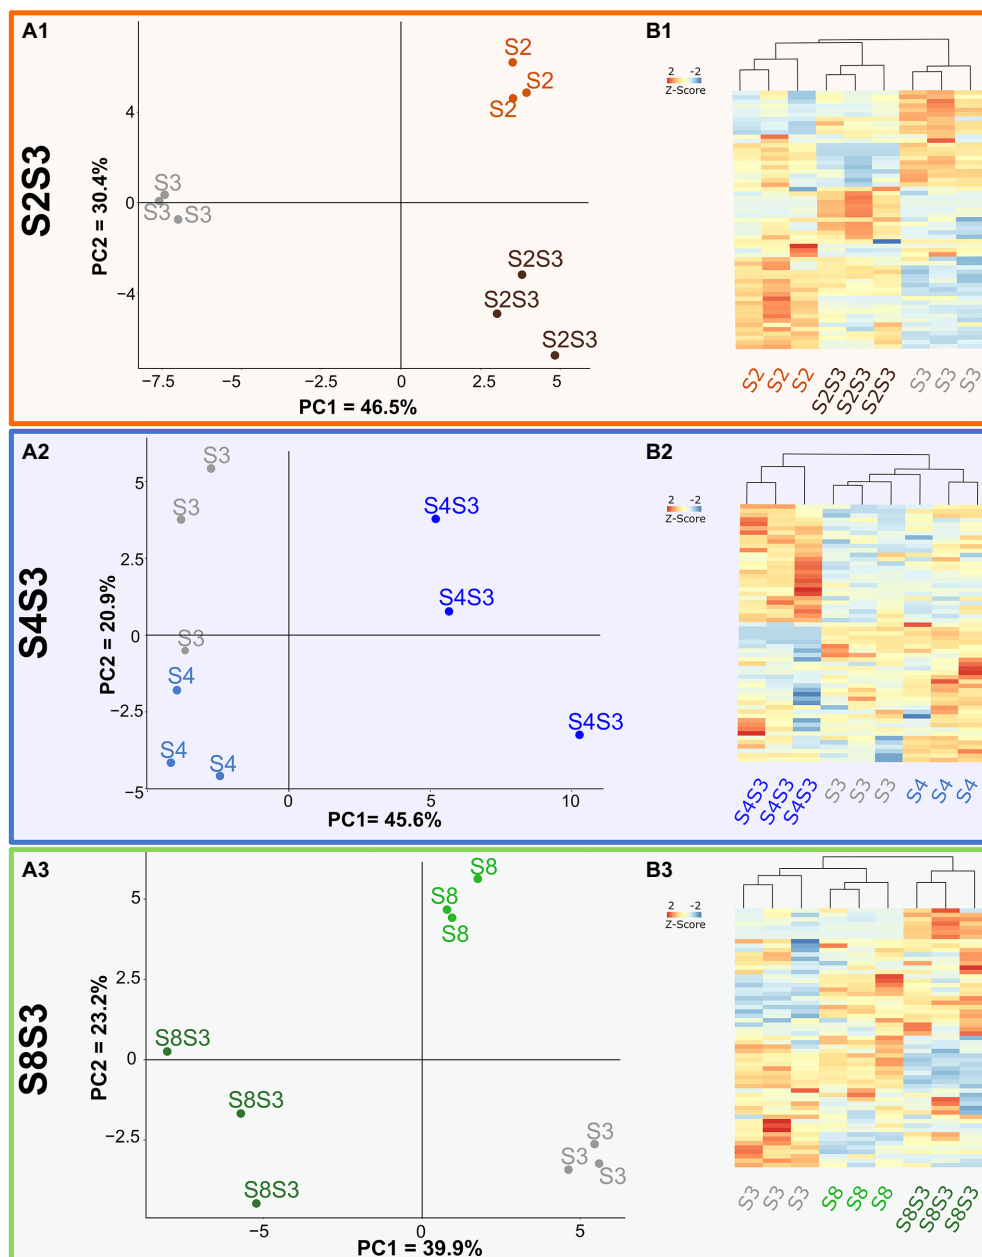 A1
B1
S2S3
PC2 = 30.4%
4
0
−4
S2
S2
S2
S3
S3
S3
S2S3
S2S3
S2S3
−7.5
−5
−2.5
0
2.5
5
PC1 = 46.5%
2 -2
Z-Score
S2 S2 S2 S2S3 S2S3 S2S3 S3 S3 S3
A2
B2
S4S3
PC2 = 20.9%
5
2.5
0
−2.5
−5
S3
S3
S3
S4
S4
S4
S4S3
S4S3
S4S3
0
5
10
PC1= 45.6%
2 -2
Z-Score
S4S3 S4S3 S4S3 S3 S3 S3 S4 S4 S4
A3
B3
S8S3
PC2 = 23.2%
5
2.5
0
−2.5
S8
S8
S8
S8S3
S8S3
S8S3
S3
S3
S3
−5
0
5
PC1 = 39.9%
2 -2
Z-Score
S3 S3 S3 S8 S8 S8 S8S3 S8S3 S8S3